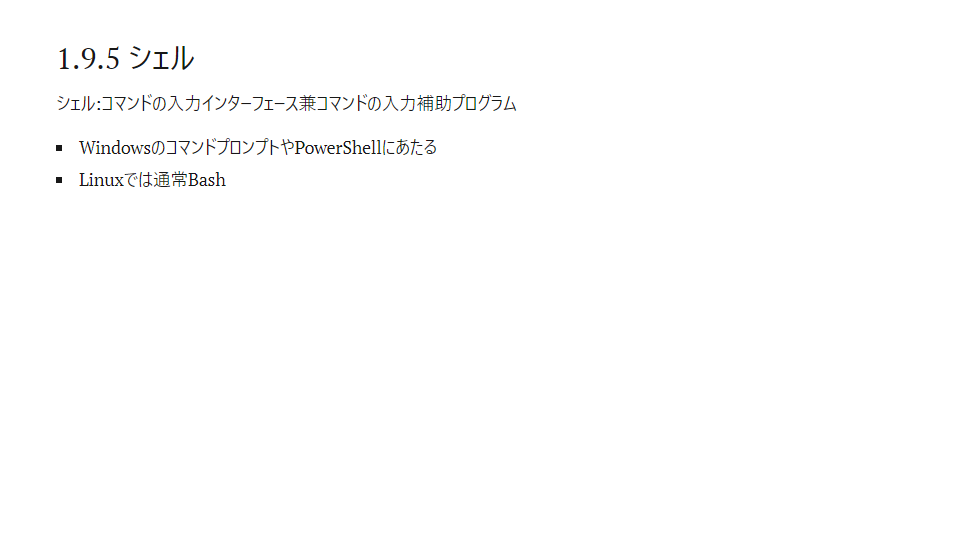 1.9.5 シェル
シェル:コマンドの入力インターフェース兼コマンドの入力補助プログラム
▪ WindowsのコマンドプロンプトやPowerShellにあたる
▪ Linuxでは通常Bash